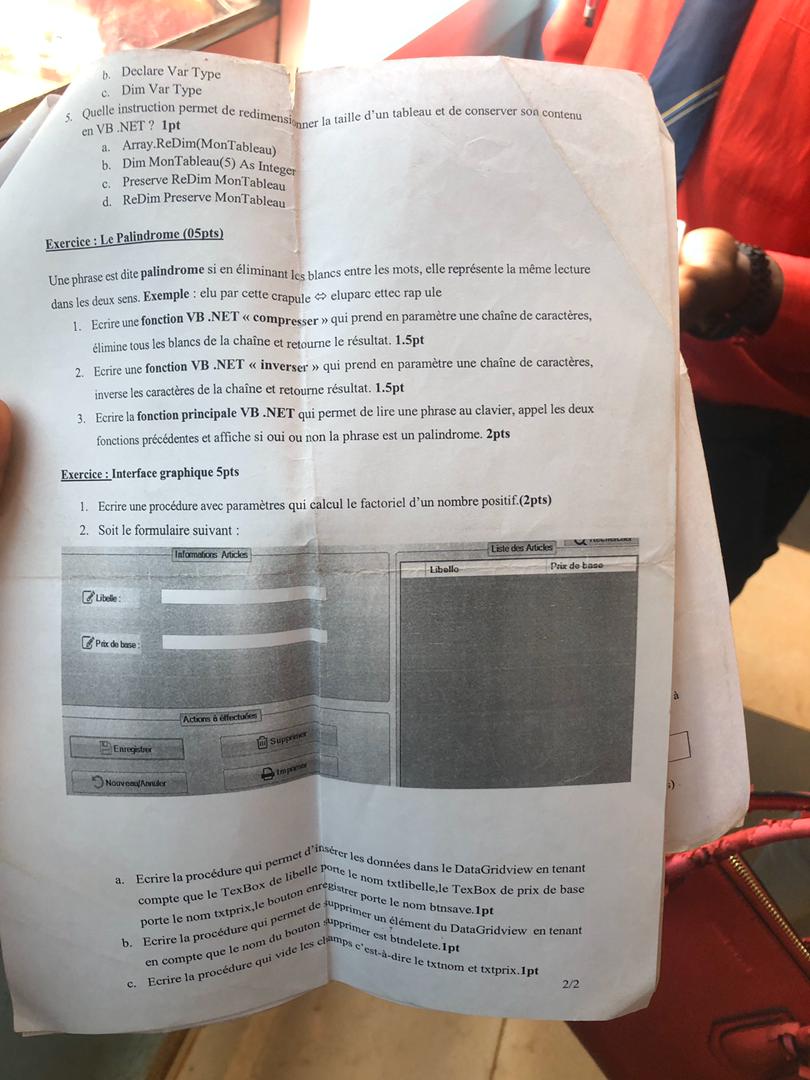 b. Declare Var Type
c. Dim Var Type
5. Quelle instruction permet de redimensionner la taille d'un tableau et de conserver son contenu
en VB .NET ? 1pt
a. Array.ReDim(MonTableau)
b. Dim MonTableau(5) As Integer
c. Preserve ReDim MonTableau
d. ReDim Preserve MonTableau
Exercice : Le Palindrome (05pts)
Une phrase est dite palindrome si en éliminant les blancs entre les mots, elle représente la même lecture
dans les deux sens. Exemple : elu par cette crapule ⇔ eluparc ettec rap ule
1. Ecrire une fonction VB .NET « compresser » qui prend en paramètre une chaîne de caractères,
élimine tous les blancs de la chaîne et retourne le résultat. 1.5pt
2. Ecrire une fonction VB .NET « inverser » qui prend en paramètre une chaîne de caractères,
inverse les caractères de la chaîne et retourne résultat. 1.5pt
3. Ecrire la fonction principale VB .NET qui permet de lire une phrase au clavier, appel les deux
fonctions précédentes et affiche si oui ou non la phrase est un palindrome. 2pts
Exercice : Interface graphique 5pts
1. Ecrire une procédure avec paramètres qui calcul le factoriel d'un nombre positif.(2pts)
2. Soit le formulaire suivant :
Informations Articles
Libelle :
Prix de base :
Actions à éffectuées
Enregistrer
Supprimer
Nouveau/Annuler
Imprimer
Liste des Articles
Libelle Prix de base
a. Ecrire la procédure qui permet d'insérer les données dans le DataGridview en tenant
compte que le TexBox de libelle porte le nom txtlibelle,le TexBox de prix de base
porte le nom txtprix,le bouton enregistrer porte le nom btnsave.1pt
b. Ecrire la procédure qui permet de supprimer un élément du DataGridview en tenant
en compte que le nom du bouton supprimer est btndelete.1pt
c. Ecrire la procédure qui vide les champs c'est-à-dire le txtnom et txtprix.1pt
2/2
à